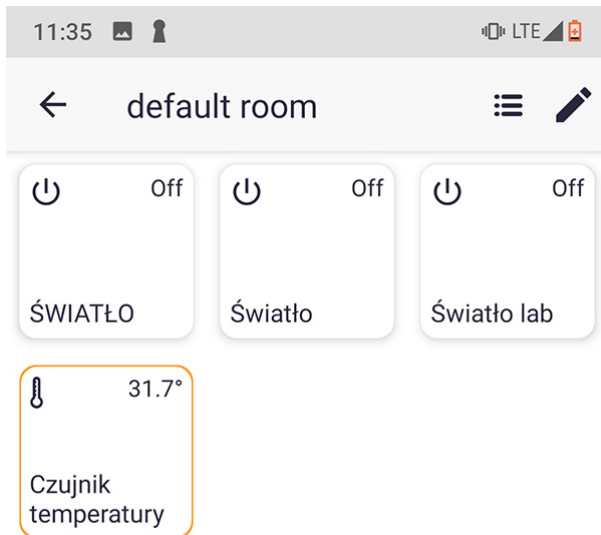 11:35 LTE
default room
Off Off Off
ŚWIATŁO Światło Światło lab
31.7°
Czujnik
temperatury